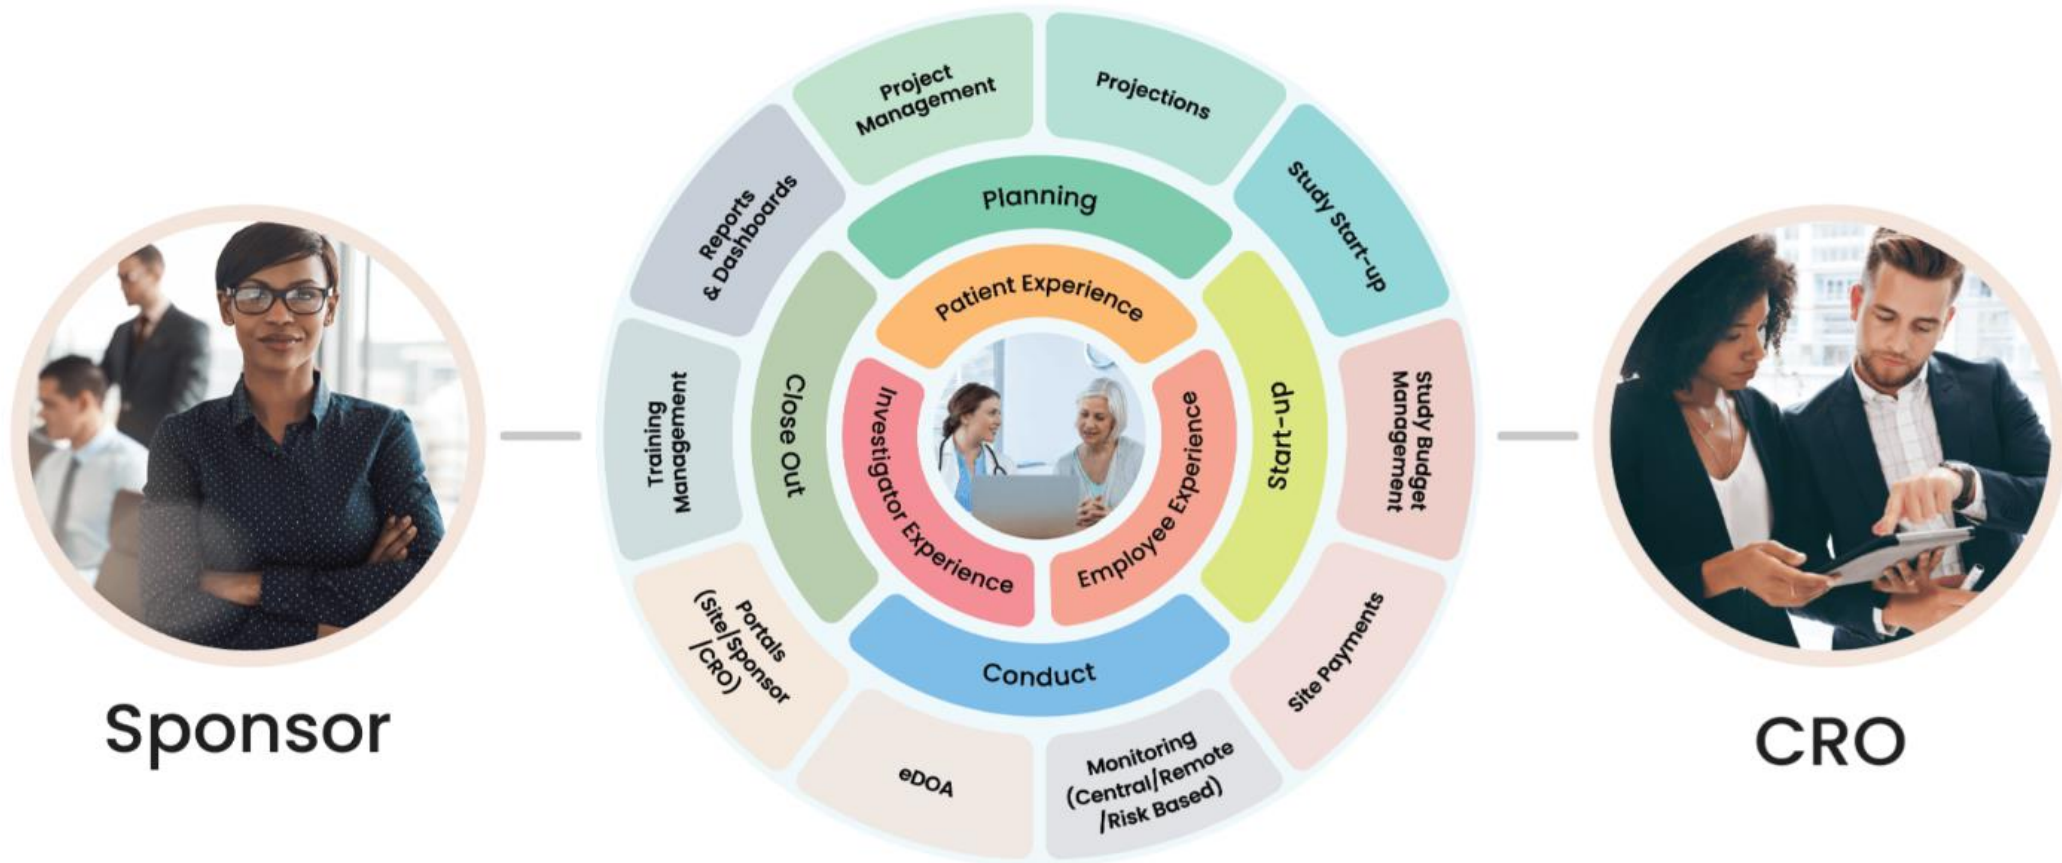 Project
Management
Projections
Study Start-up
Study Budget
Management
Site Payments
Monitoring
(Central/Remote
/Risk Based)
eDOA
Portals
(Site/Sponsor
/CRO)
Training
Management
Reports
& Dashboards
Planning
Start-up
Conduct
Close Out
Patient Experience
Employee Experience
Investigator Experience
Sponsor
CRO